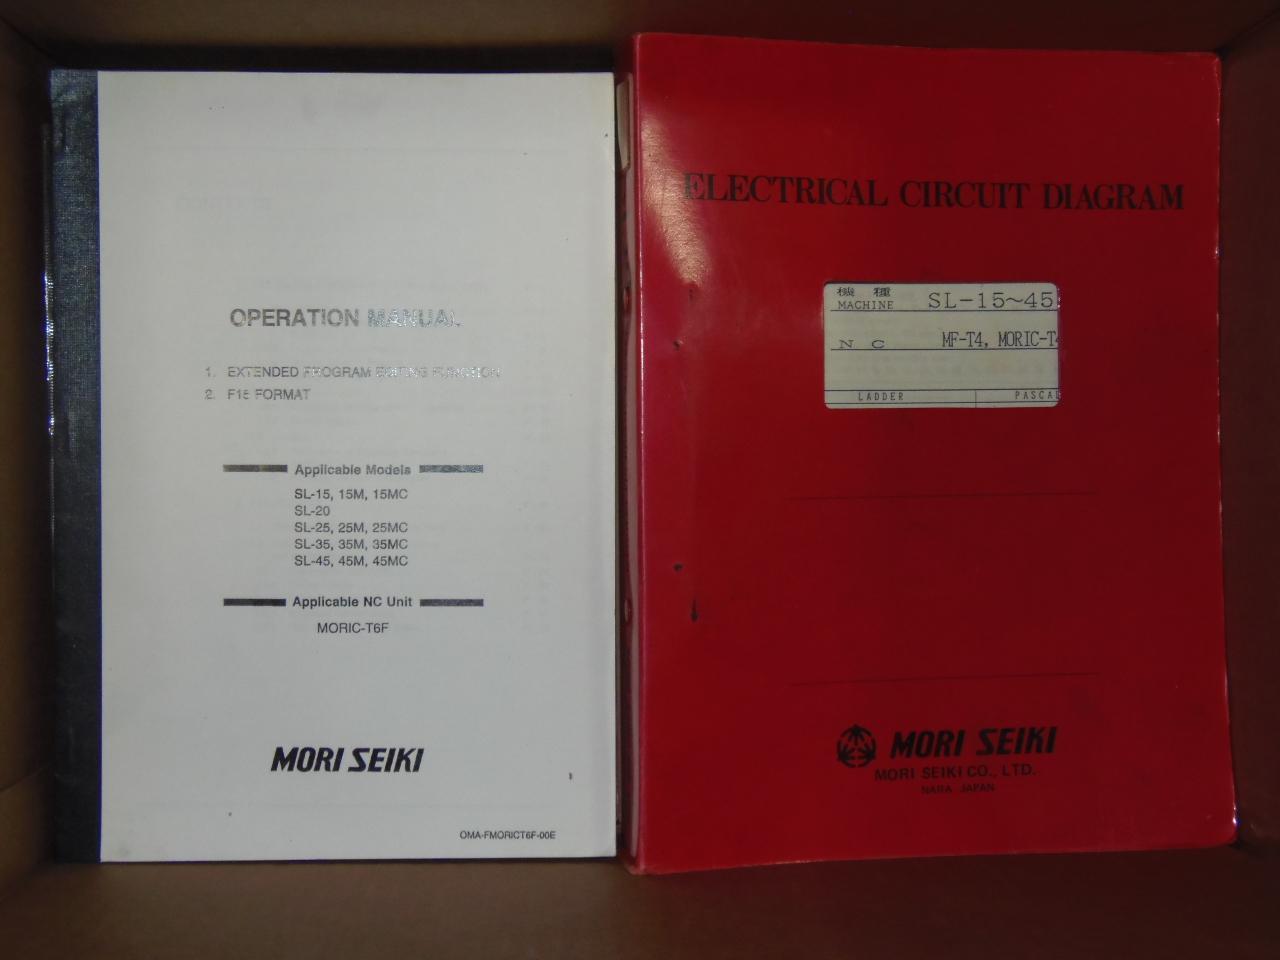 OPERATION MANUAL
1. EXTENDED PROGRAM EDITING FUNCTION
2. F15 FORMAT
Applicable Models
SL-15, 15M, 15MC
SL-20
SL-25, 25M, 25MC
SL-35, 35M, 35MC
SL-45, 45M, 45MC
Applicable NC Unit
MORIC-T6F
MORI SEIKI
OMA-FMORICT6F-00E
ELECTRICAL CIRCUIT DIAGRAM
機 種
MACHINE SL-15~45
N C MF-T4, MORIC-T4
LADDER PASCAL
MORI SEIKI
MORI SEIKI CO., LTD.
NARA JAPAN